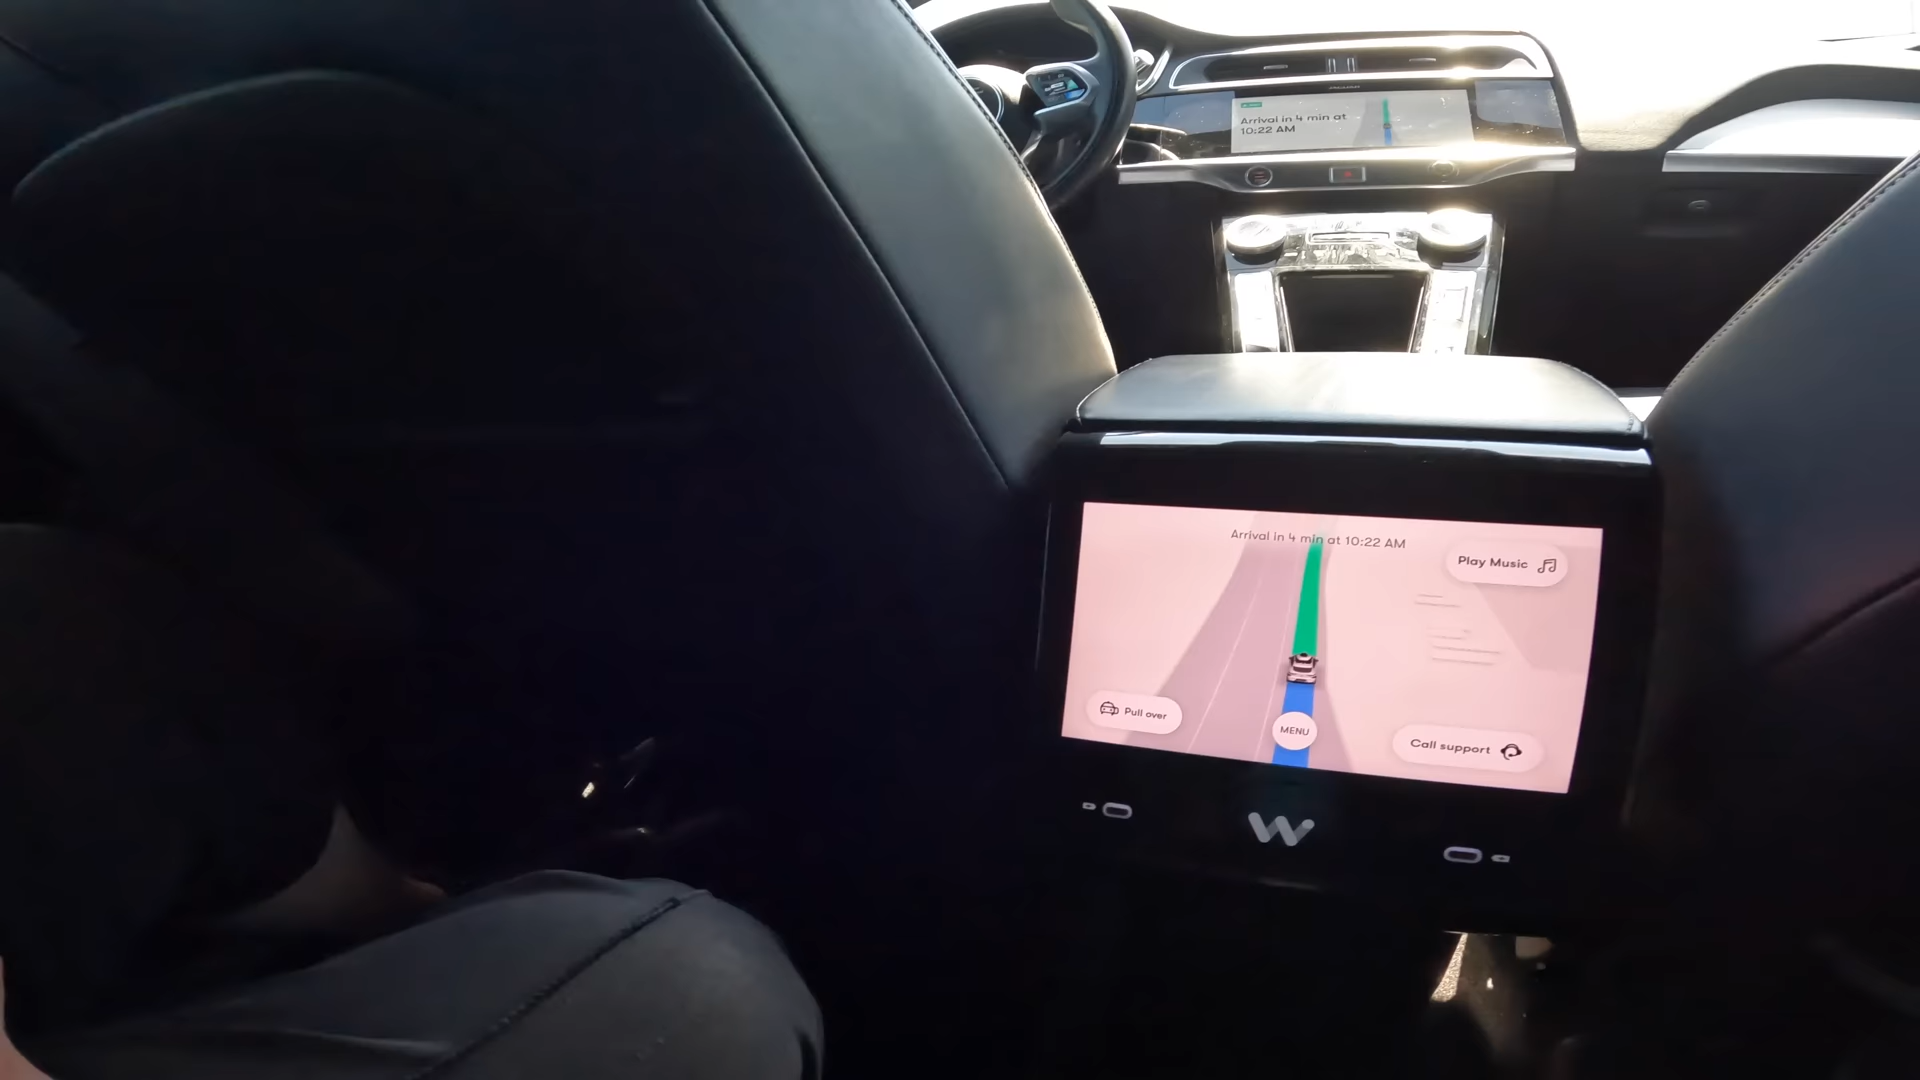 JAGUAR
Arrival in 4 min at
10:22 AM
Arrival in 4 min at 10:22 AM
Play Music
Pull over
MENU
Call support
W